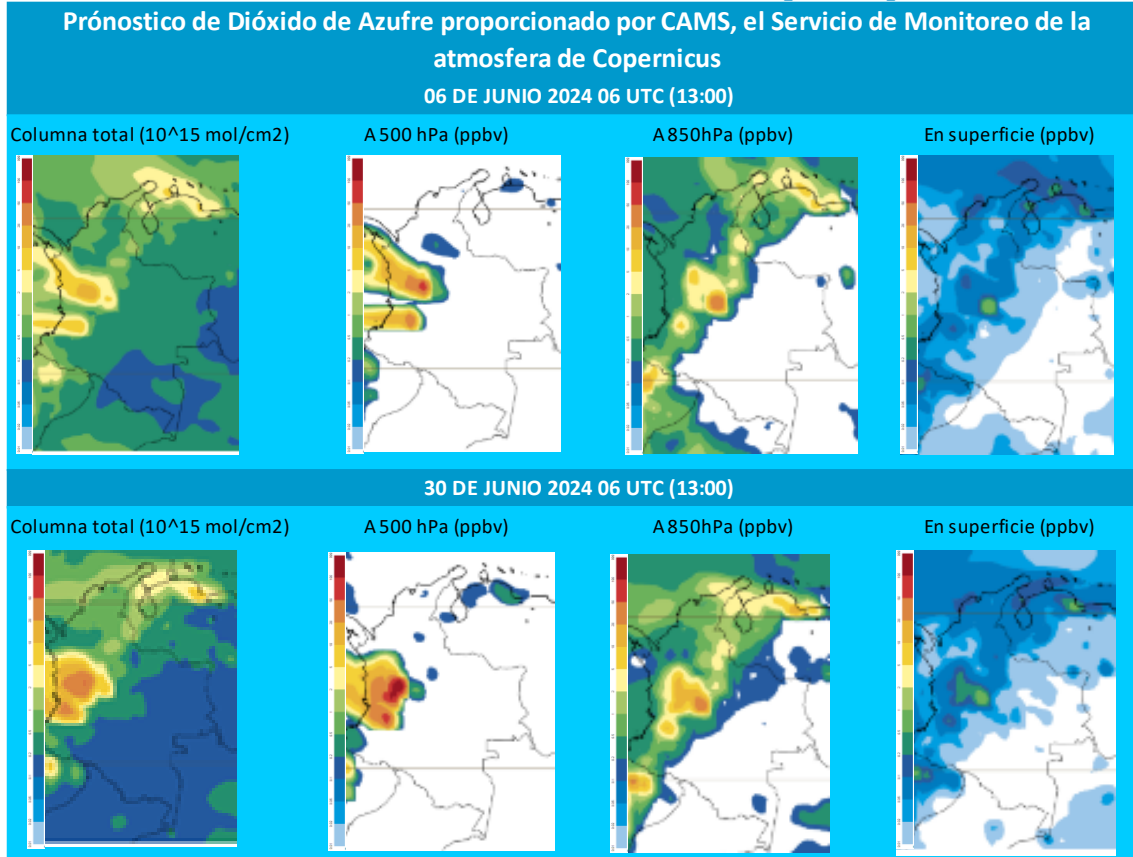 Prónostico de Dióxido de Azufre proporcionado por CAMS, el Servicio de Monitoreo de la
atmosfera de Copernicus
06 DE JUNIO 2024 06 UTC (13:00)
Columna total (10^15 mol/cm2) A 500 hPa (ppbv) A 850hPa (ppbv) En superficie (ppbv)
30 DE JUNIO 2024 06 UTC (13:00)
Columna total (10^15 mol/cm2) A 500 hPa (ppbv) A 850hPa (ppbv) En superficie (ppbv)